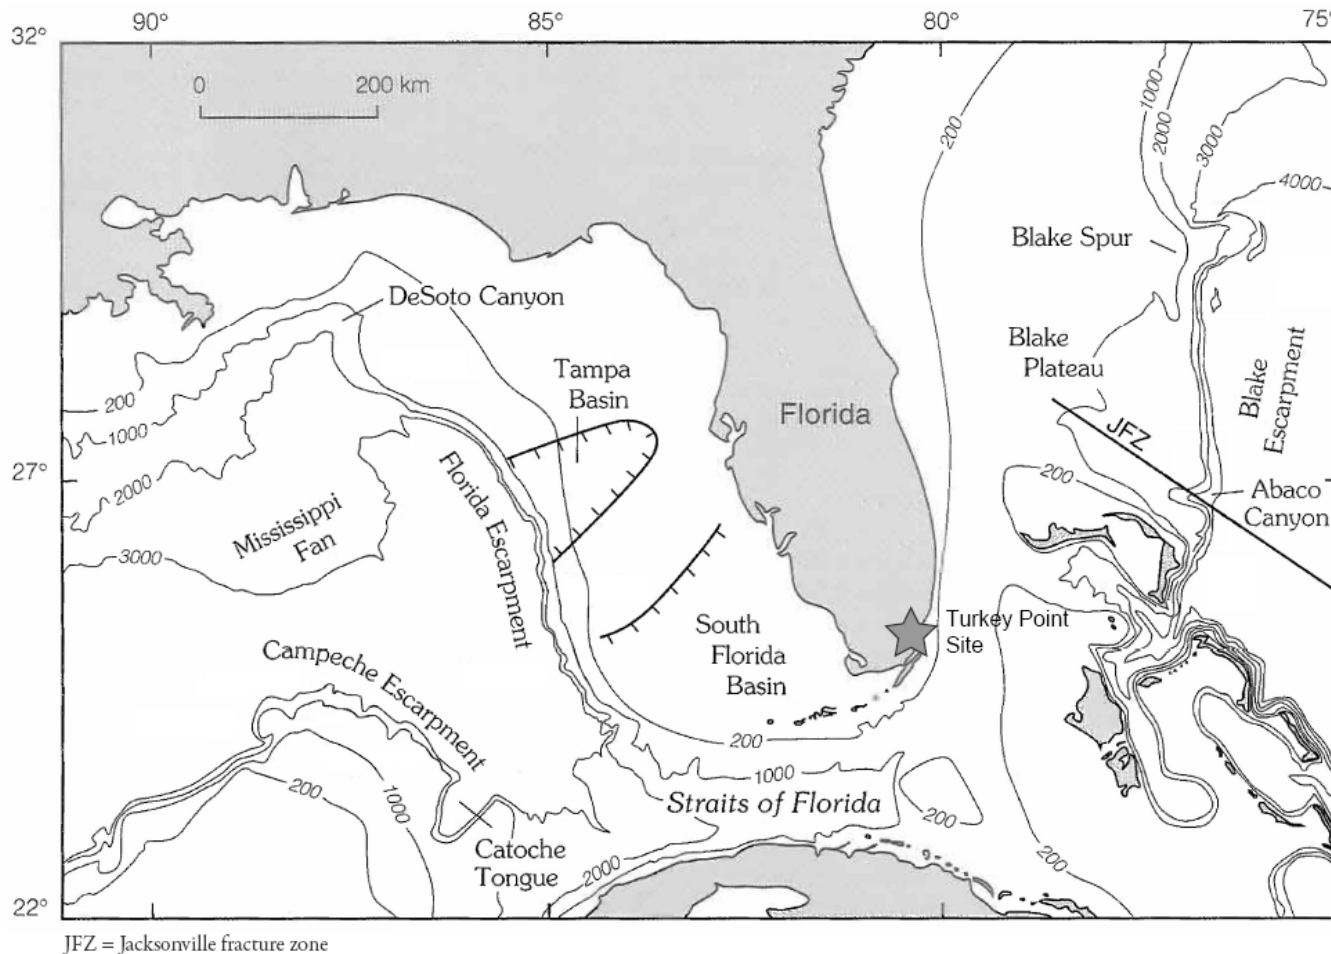 90°
85°
80°
75°
32°
0
200 km
1000
2000
3000
200
4000
Blake Spur
DeSoto Canyon
Blake
Plateau
Blake
Escarpment
Tampa
Basin
Florida
200
1000
2000
JFZ
27°
200
Abaco
Canyon
Florida Escarpment
Mississippi
Fan
3000
South
Florida
Basin
Turkey Point
Site
Campeche Escarpment
200
1000
200
1000
Straits of Florida
200
Catoche
Tongue
2000
200
22°
JFZ = Jacksonville fracture zone